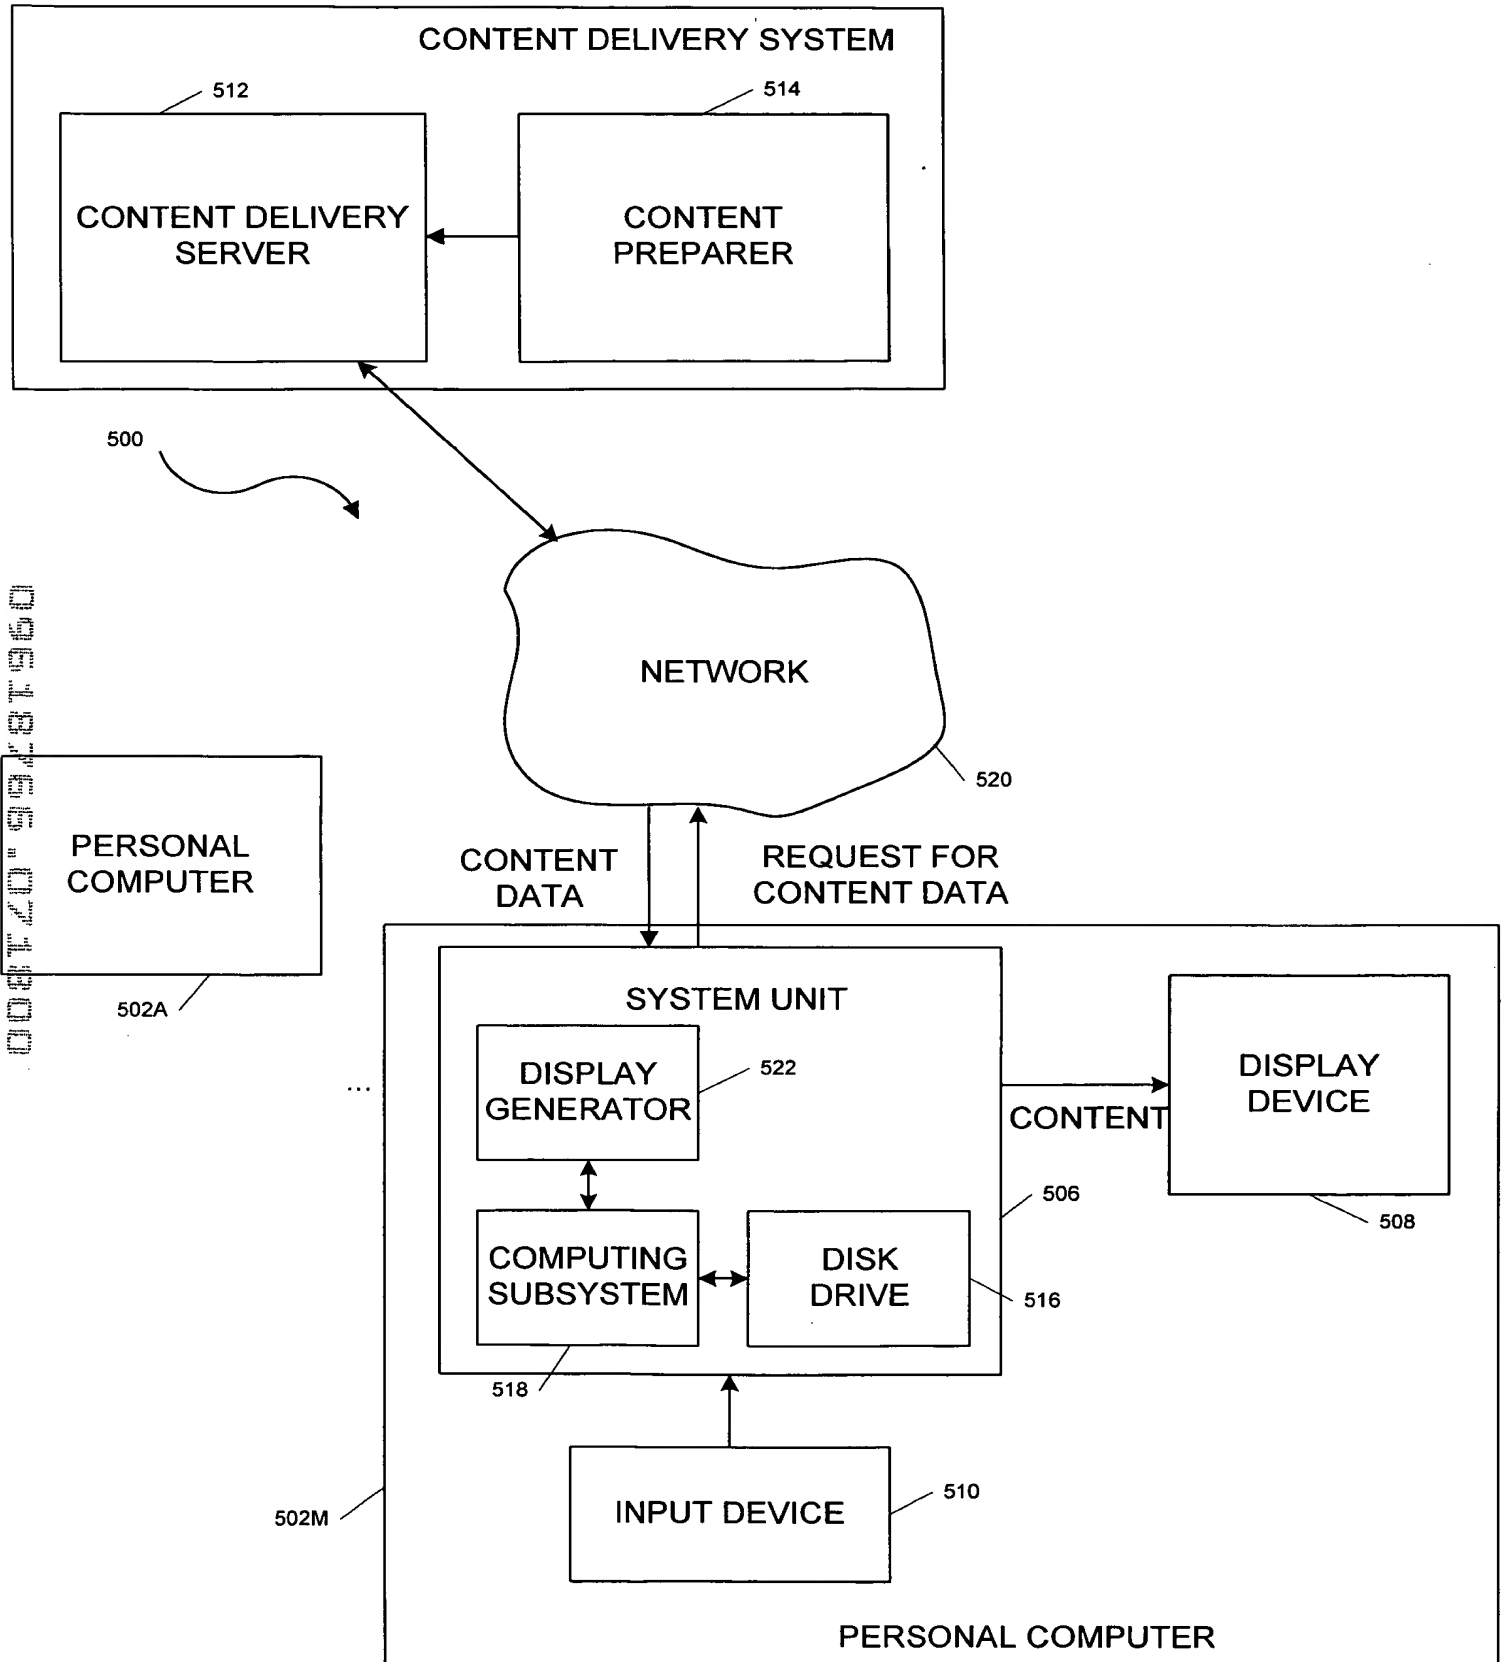 CONTENT DELIVERY SYSTEM
512
514
CONTENT DELIVERY
SERVER
CONTENT
PREPARER
500
NETWORK
520
09618766.071800
PERSONAL
COMPUTER
502A
CONTENT
DATA
REQUEST FOR
CONTENT DATA
SYSTEM UNIT
DISPLAY
GENERATOR
522
...
CONTENT
DISPLAY
DEVICE
506
508
COMPUTING
SUBSYSTEM
DISK
DRIVE
516
518
INPUT DEVICE
510
502M
PERSONAL COMPUTER